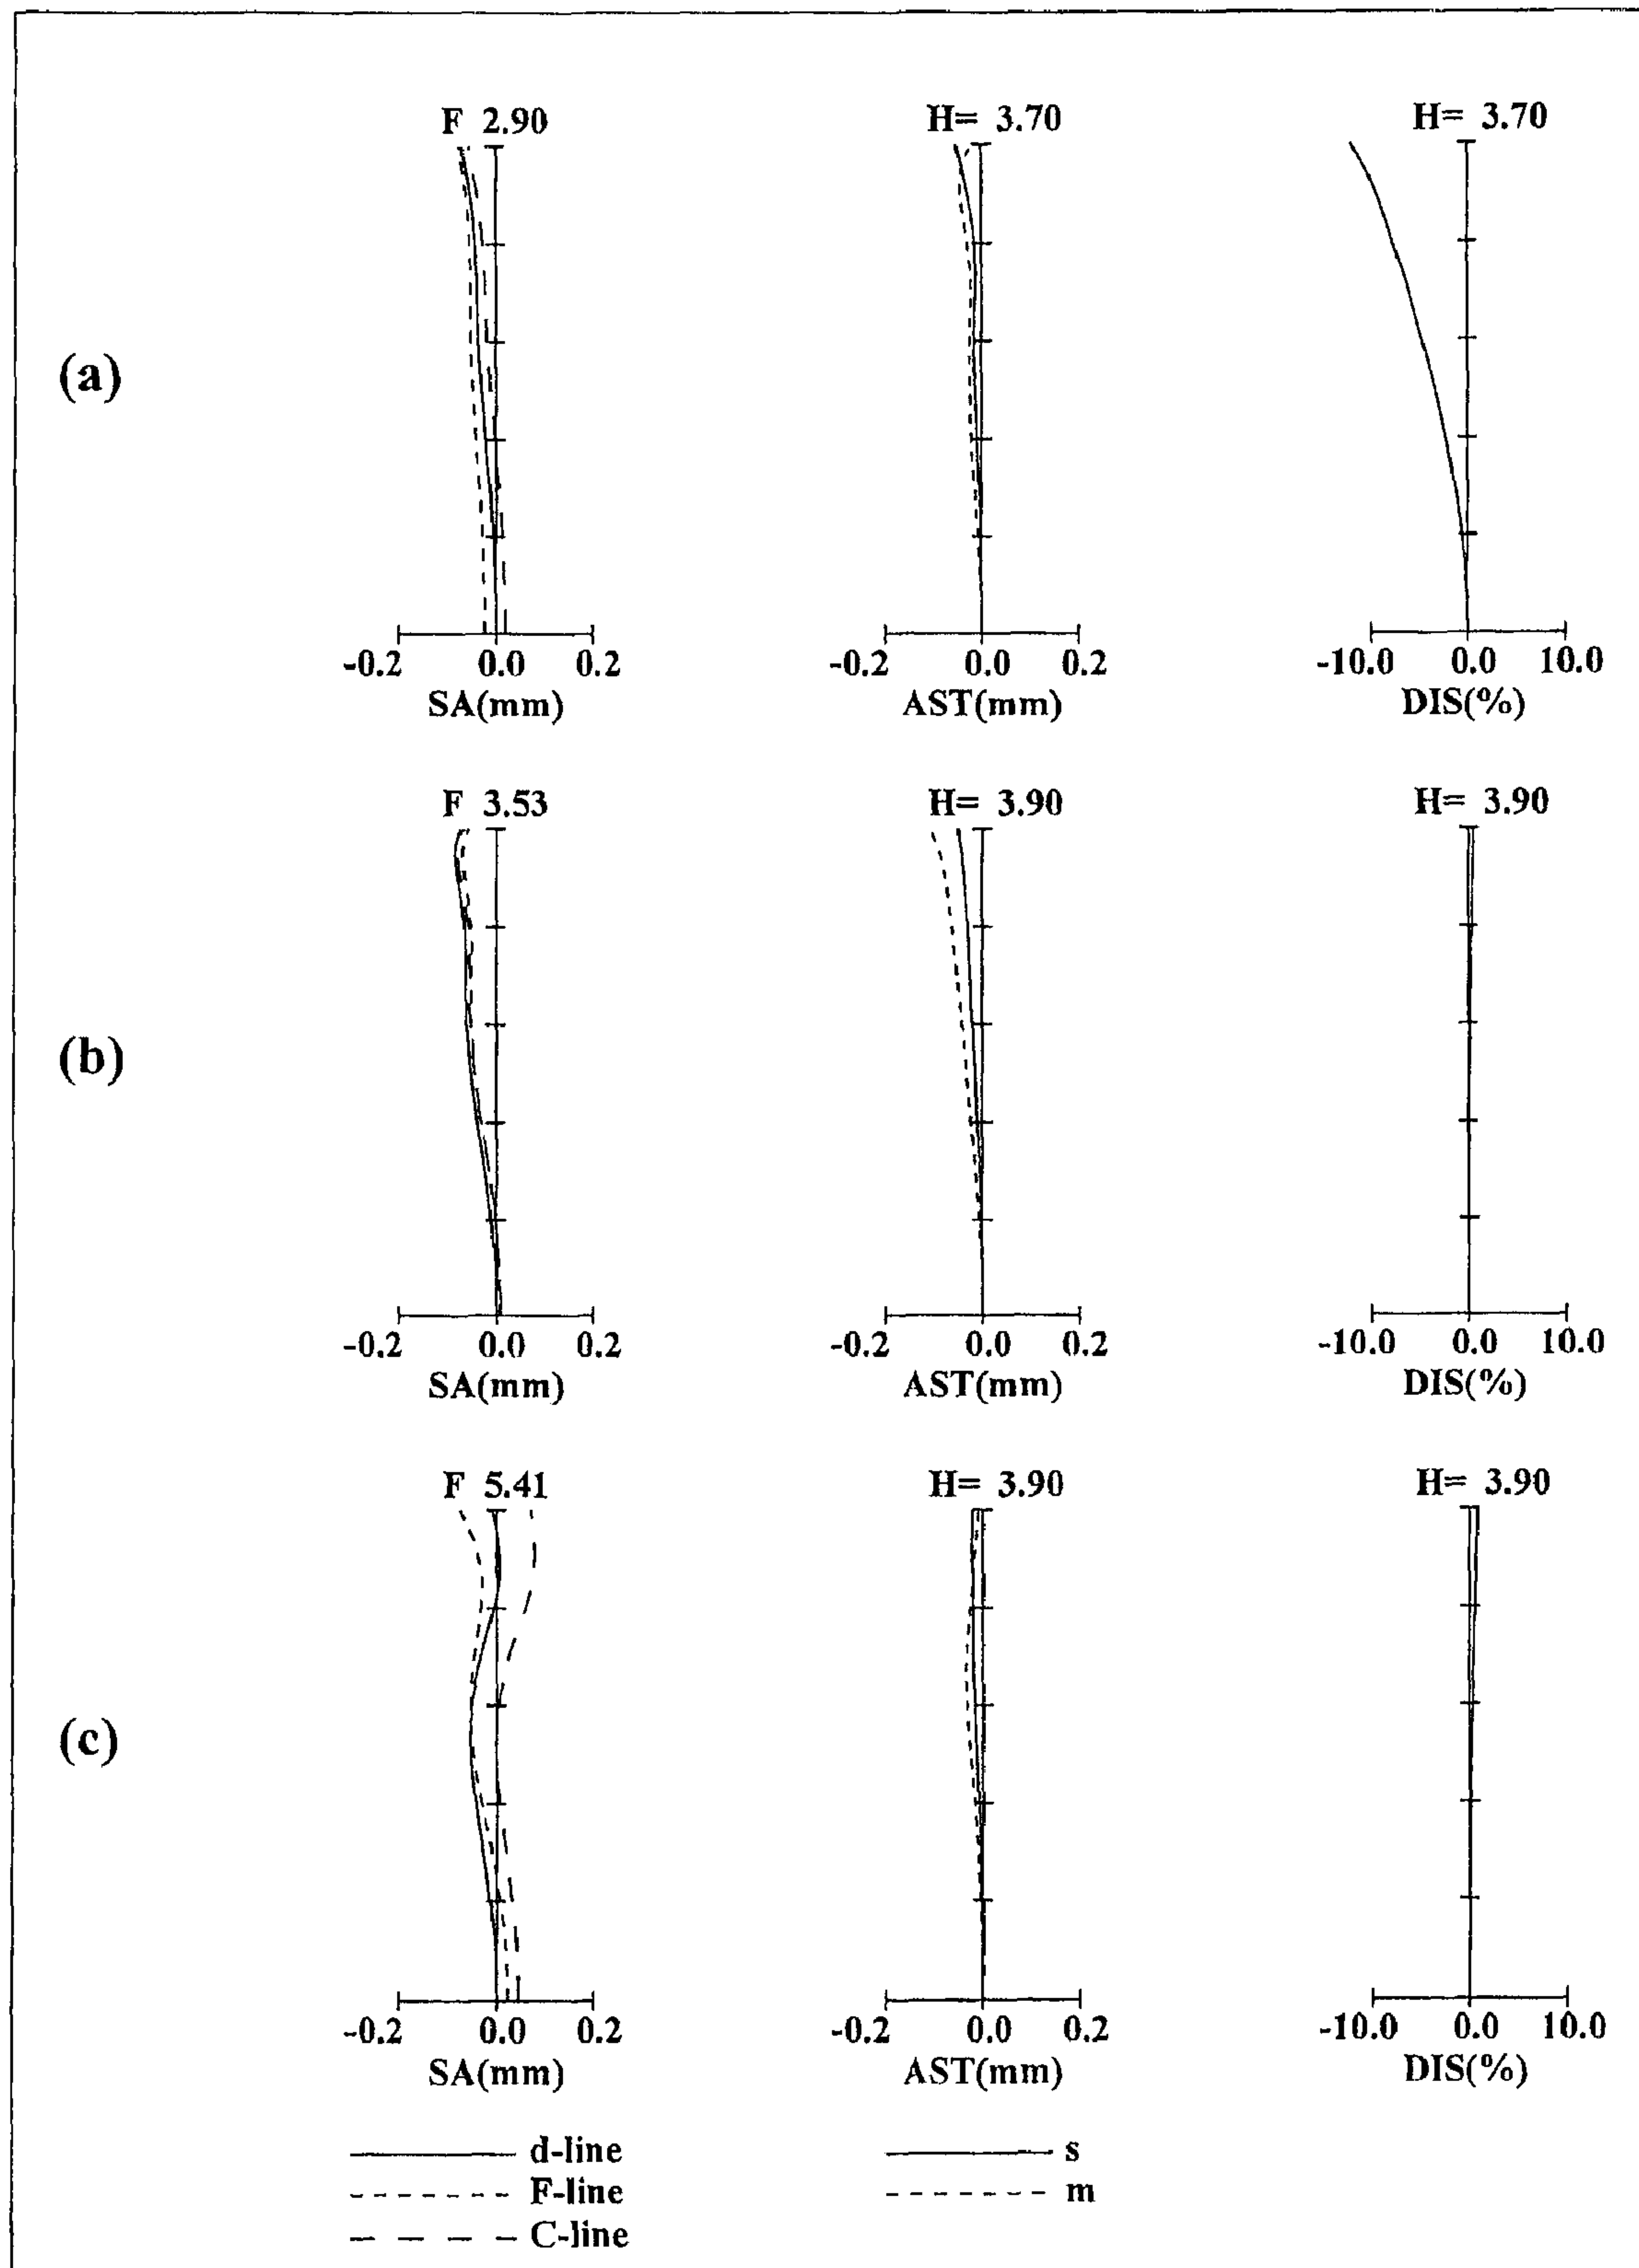 F 2.90
H= 3.70
H= 3.70
(a)
-0.2 0.0 0.2
SA(mm)
-0.2 0.0 0.2
AST(mm)
-10.0 0.0 10.0
DIS(%)
F 3.53
H= 3.90
H= 3.90
(b)
-0.2 0.0 0.2
SA(mm)
-0.2 0.0 0.2
AST(mm)
-10.0 0.0 10.0
DIS(%)
F 5.41
H= 3.90
H= 3.90
(c)
-0.2 0.0 0.2
SA(mm)
-0.2 0.0 0.2
AST(mm)
-10.0 0.0 10.0
DIS(%)
d-line
F-line
C-line
s
m